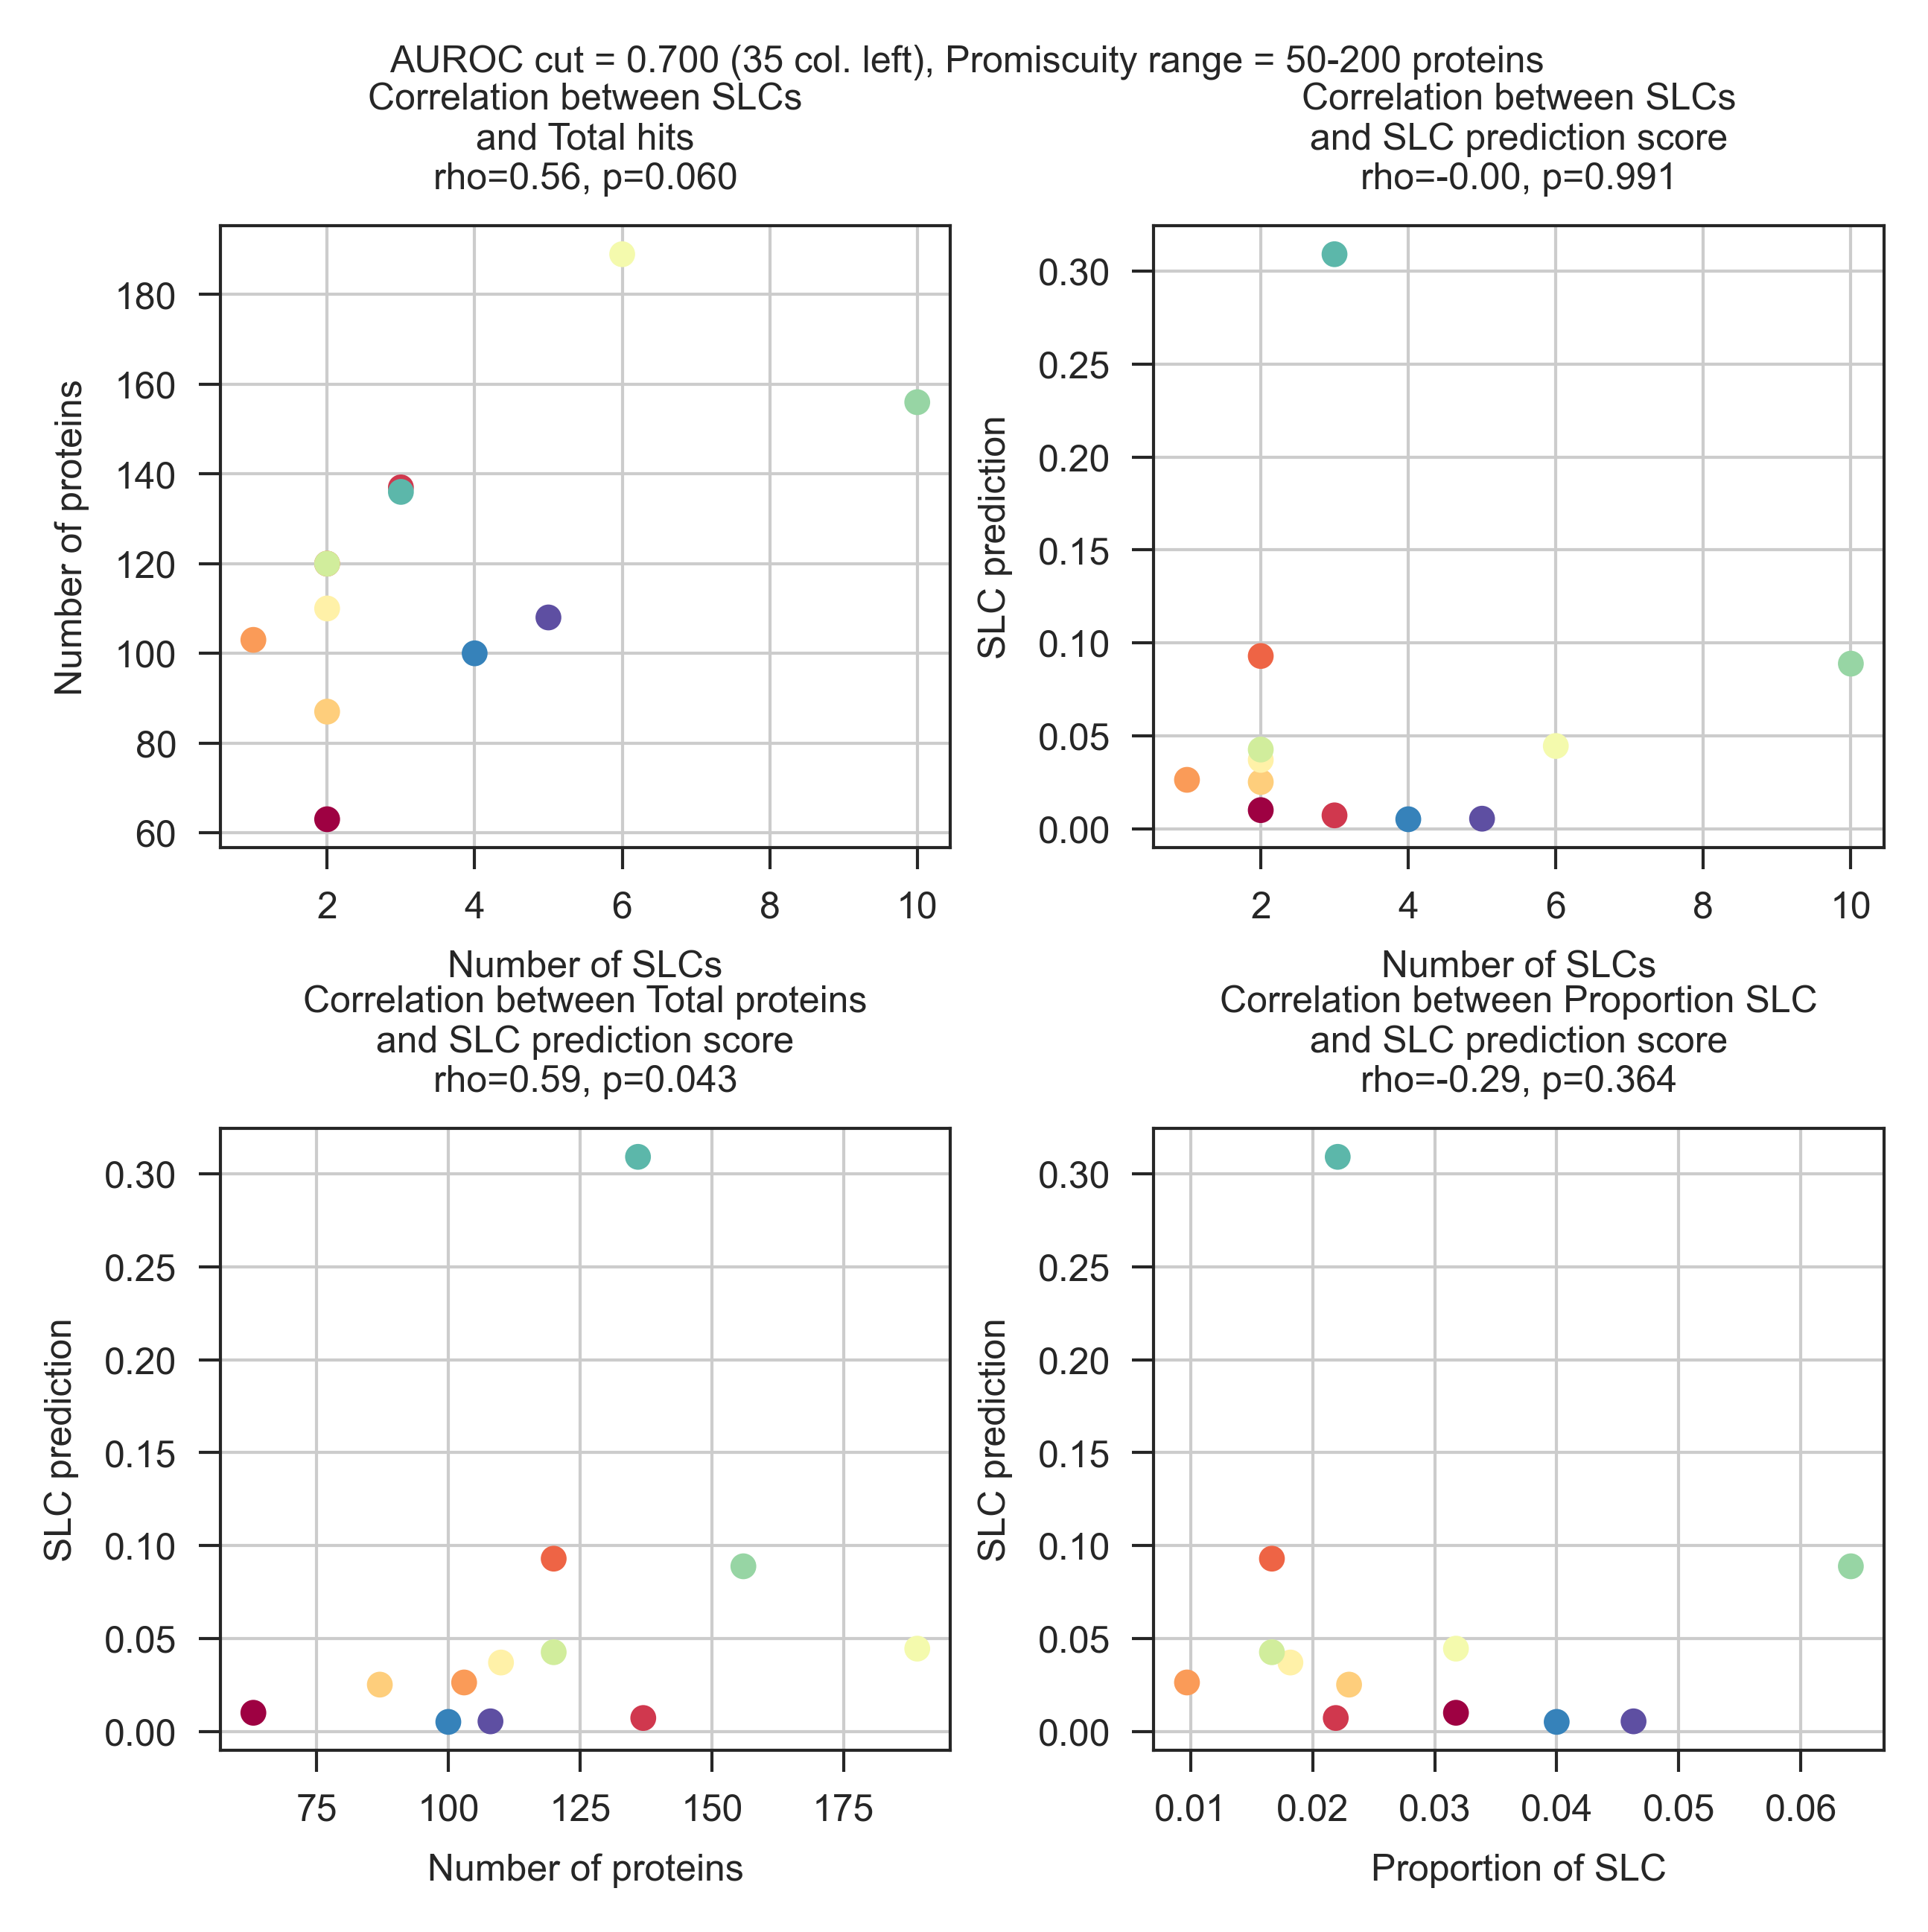 AUROC cut = 0.700 (35 col. left), Promiscuity range = 50-200 proteins
Correlation between SLCs
and Total hits
rho=0.56, p=0.060
180
160
140
120
100
80
60
Number of proteins
2 4 6 8 10
Number of SLCs
Correlation between SLCs
and SLC prediction score
rho=-0.00, p=0.991
0.30
0.25
0.20
0.15
0.10
0.05
0.00
SLC prediction
2 4 6 8 10
Number of SLCs
Correlation between Total proteins
and SLC prediction score
rho=0.59, p=0.043
0.30
0.25
0.20
0.15
0.10
0.05
0.00
SLC prediction
75 100 125 150 175
Number of proteins
Correlation between Proportion SLC
and SLC prediction score
rho=-0.29, p=0.364
0.30
0.25
0.20
0.15
0.10
0.05
0.00
SLC prediction
0.01 0.02 0.03 0.04 0.05 0.06
Proportion of SLC